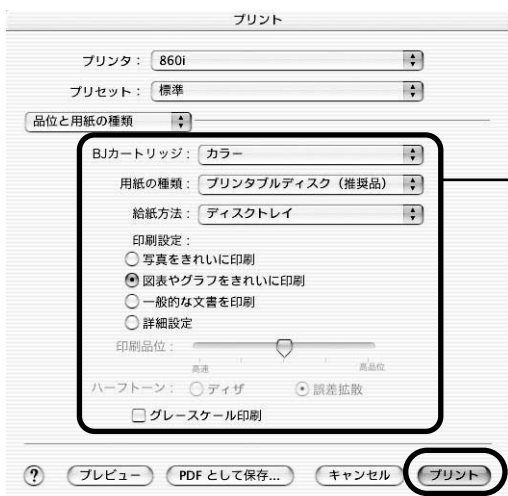 プリント
プリンタ： 860i
プリセット： 標準
品位と用紙の種類
BJカートリッジ： カラー
用紙の種類： プリンタブルディスク（推奨品）
給紙方法： ディスクトレイ
印刷設定：
写真をきれいに印刷
図表やグラフをきれいに印刷
一般的な文書を印刷
詳細設定
印刷品位：
高速 高品位
ハーフトーン： ディザ 誤差拡散
グレースケール印刷
? プレビュー PDF として保存... キャンセル プリント